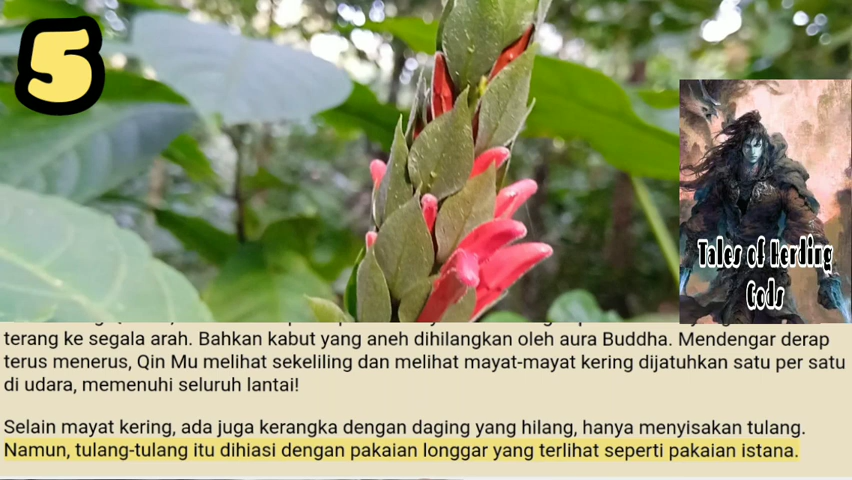 5
Tales of Herding
Gods
terang ke segala arah. Bahkan kabut yang aneh dihilangkan oleh aura Buddha. Mendengar derap
terus menerus, Qin Mu melihat sekeliling dan melihat mayat-mayat kering dijatuhkan satu per satu
di udara, memenuhi seluruh lantai!
Selain mayat kering, ada juga kerangka dengan daging yang hilang, hanya menyisakan tulang.
Namun, tulang-tulang itu dihiasi dengan pakaian longgar yang terlihat seperti pakaian istana.